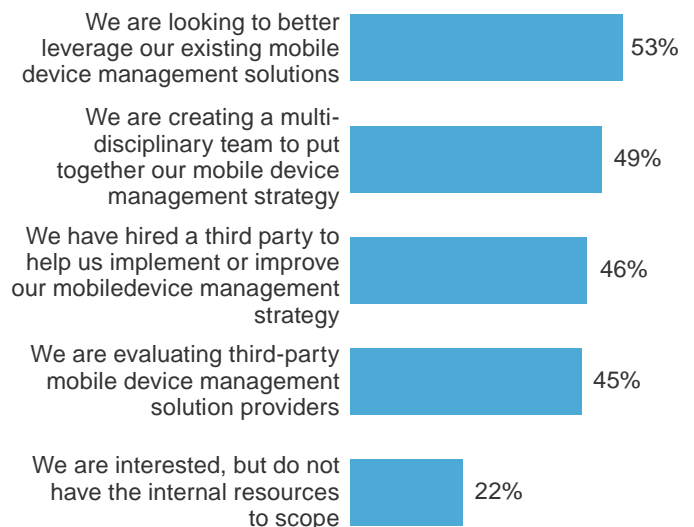 We are looking to better
leverage our existing mobile
device management solutions
53%
We are creating a multi-
disciplinary team to put
together our mobile device
management strategy
49%
We have hired a third party to
help us implement or improve
our mobiledevice management
strategy
46%
We are evaluating third-party
mobile device management
solution providers
45%
We are interested, but do not
have the internal resources
to scope
22%